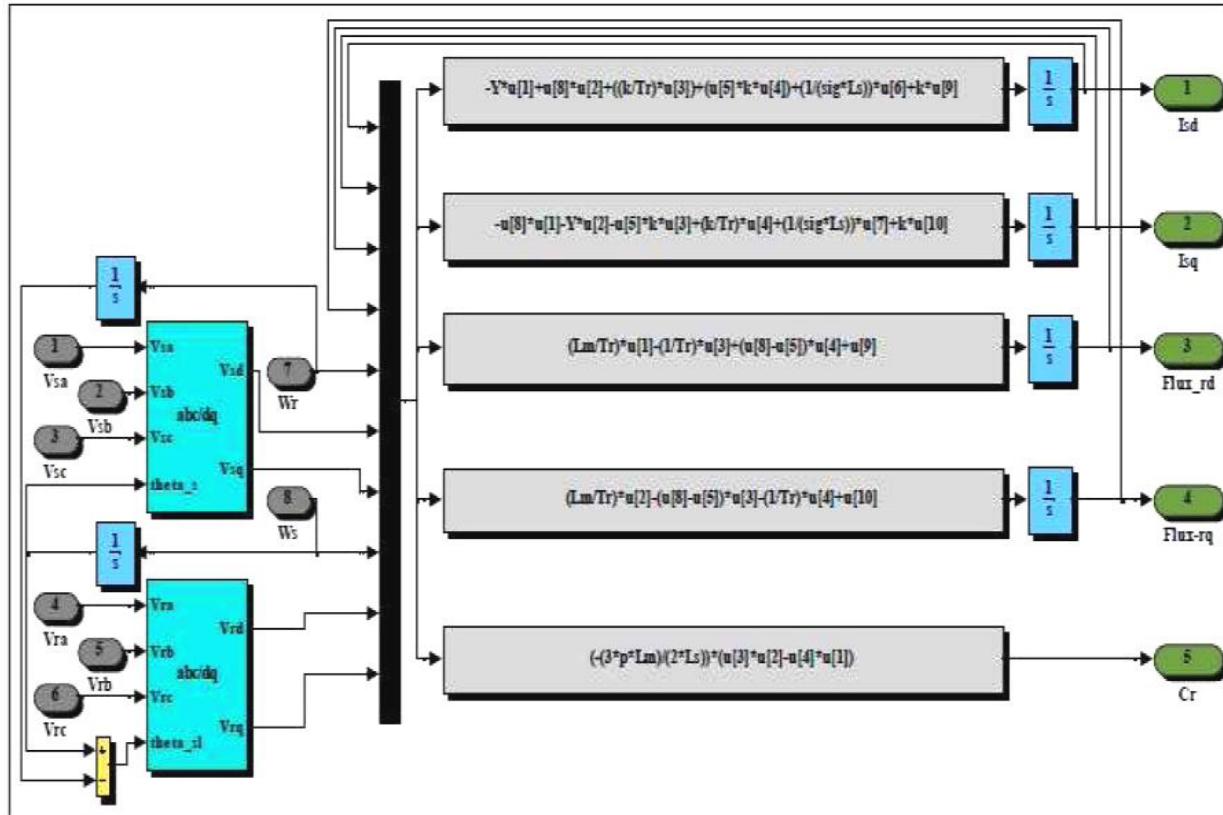 -Y*u[1]+u[8]*u[2]+((k/Tr)*u[3])+(u[5]*k*u[4])+(1/(sig*Ls))*u[6]+k*u[9]
1
s
1
Isd
-u[8]*u[1]-Y*u[2]-u[5]*k*u[3]+(k/Tr)*u[4]+(1/(sig*Ls))*u[7]+k*u[10]
1
s
2
Isq
1
s
(Lm/Tr)*u[1]-(1/Tr)*u[3]+(u[8]-u[5])*u[4]+u[9]
1
s
3
Flux_rd
1
Vsa
2
Vsb
3
Vsc
Vsa
Vsb
Vsc
theta_s
abc/dq
Vsd
Vsq
7
Wr
8
Ws
(Lm/Tr)*u[2]-(u[8]-u[5])*u[3]-(1/Tr)*u[4]+u[10]
1
s
4
Flux-rq
1
s
4
Vra
5
Vrb
6
Vrc
Vra
Vrb
Vrc
theta_sl
abc/dq
Vrd
Vrq
+
-
(-(3*p*Lm)/(2*Ls))*(u[3]*u[2]-u[4]*u[1])
5
Cr